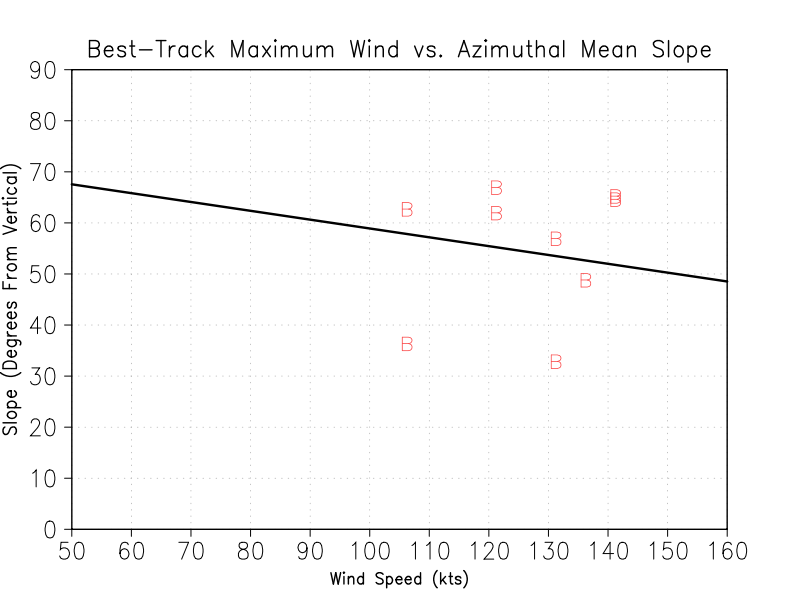 Best-Track Maximum Wind vs. Azimuthal Mean Slope
90
80
70
60
50
40
30
20
10
0
Slope (Degrees From Vertical)
B
B
B
B
B
B
B
B
B
B
50 60 70 80 90 100 110 120 130 140 150 160
Wind Speed (kts)